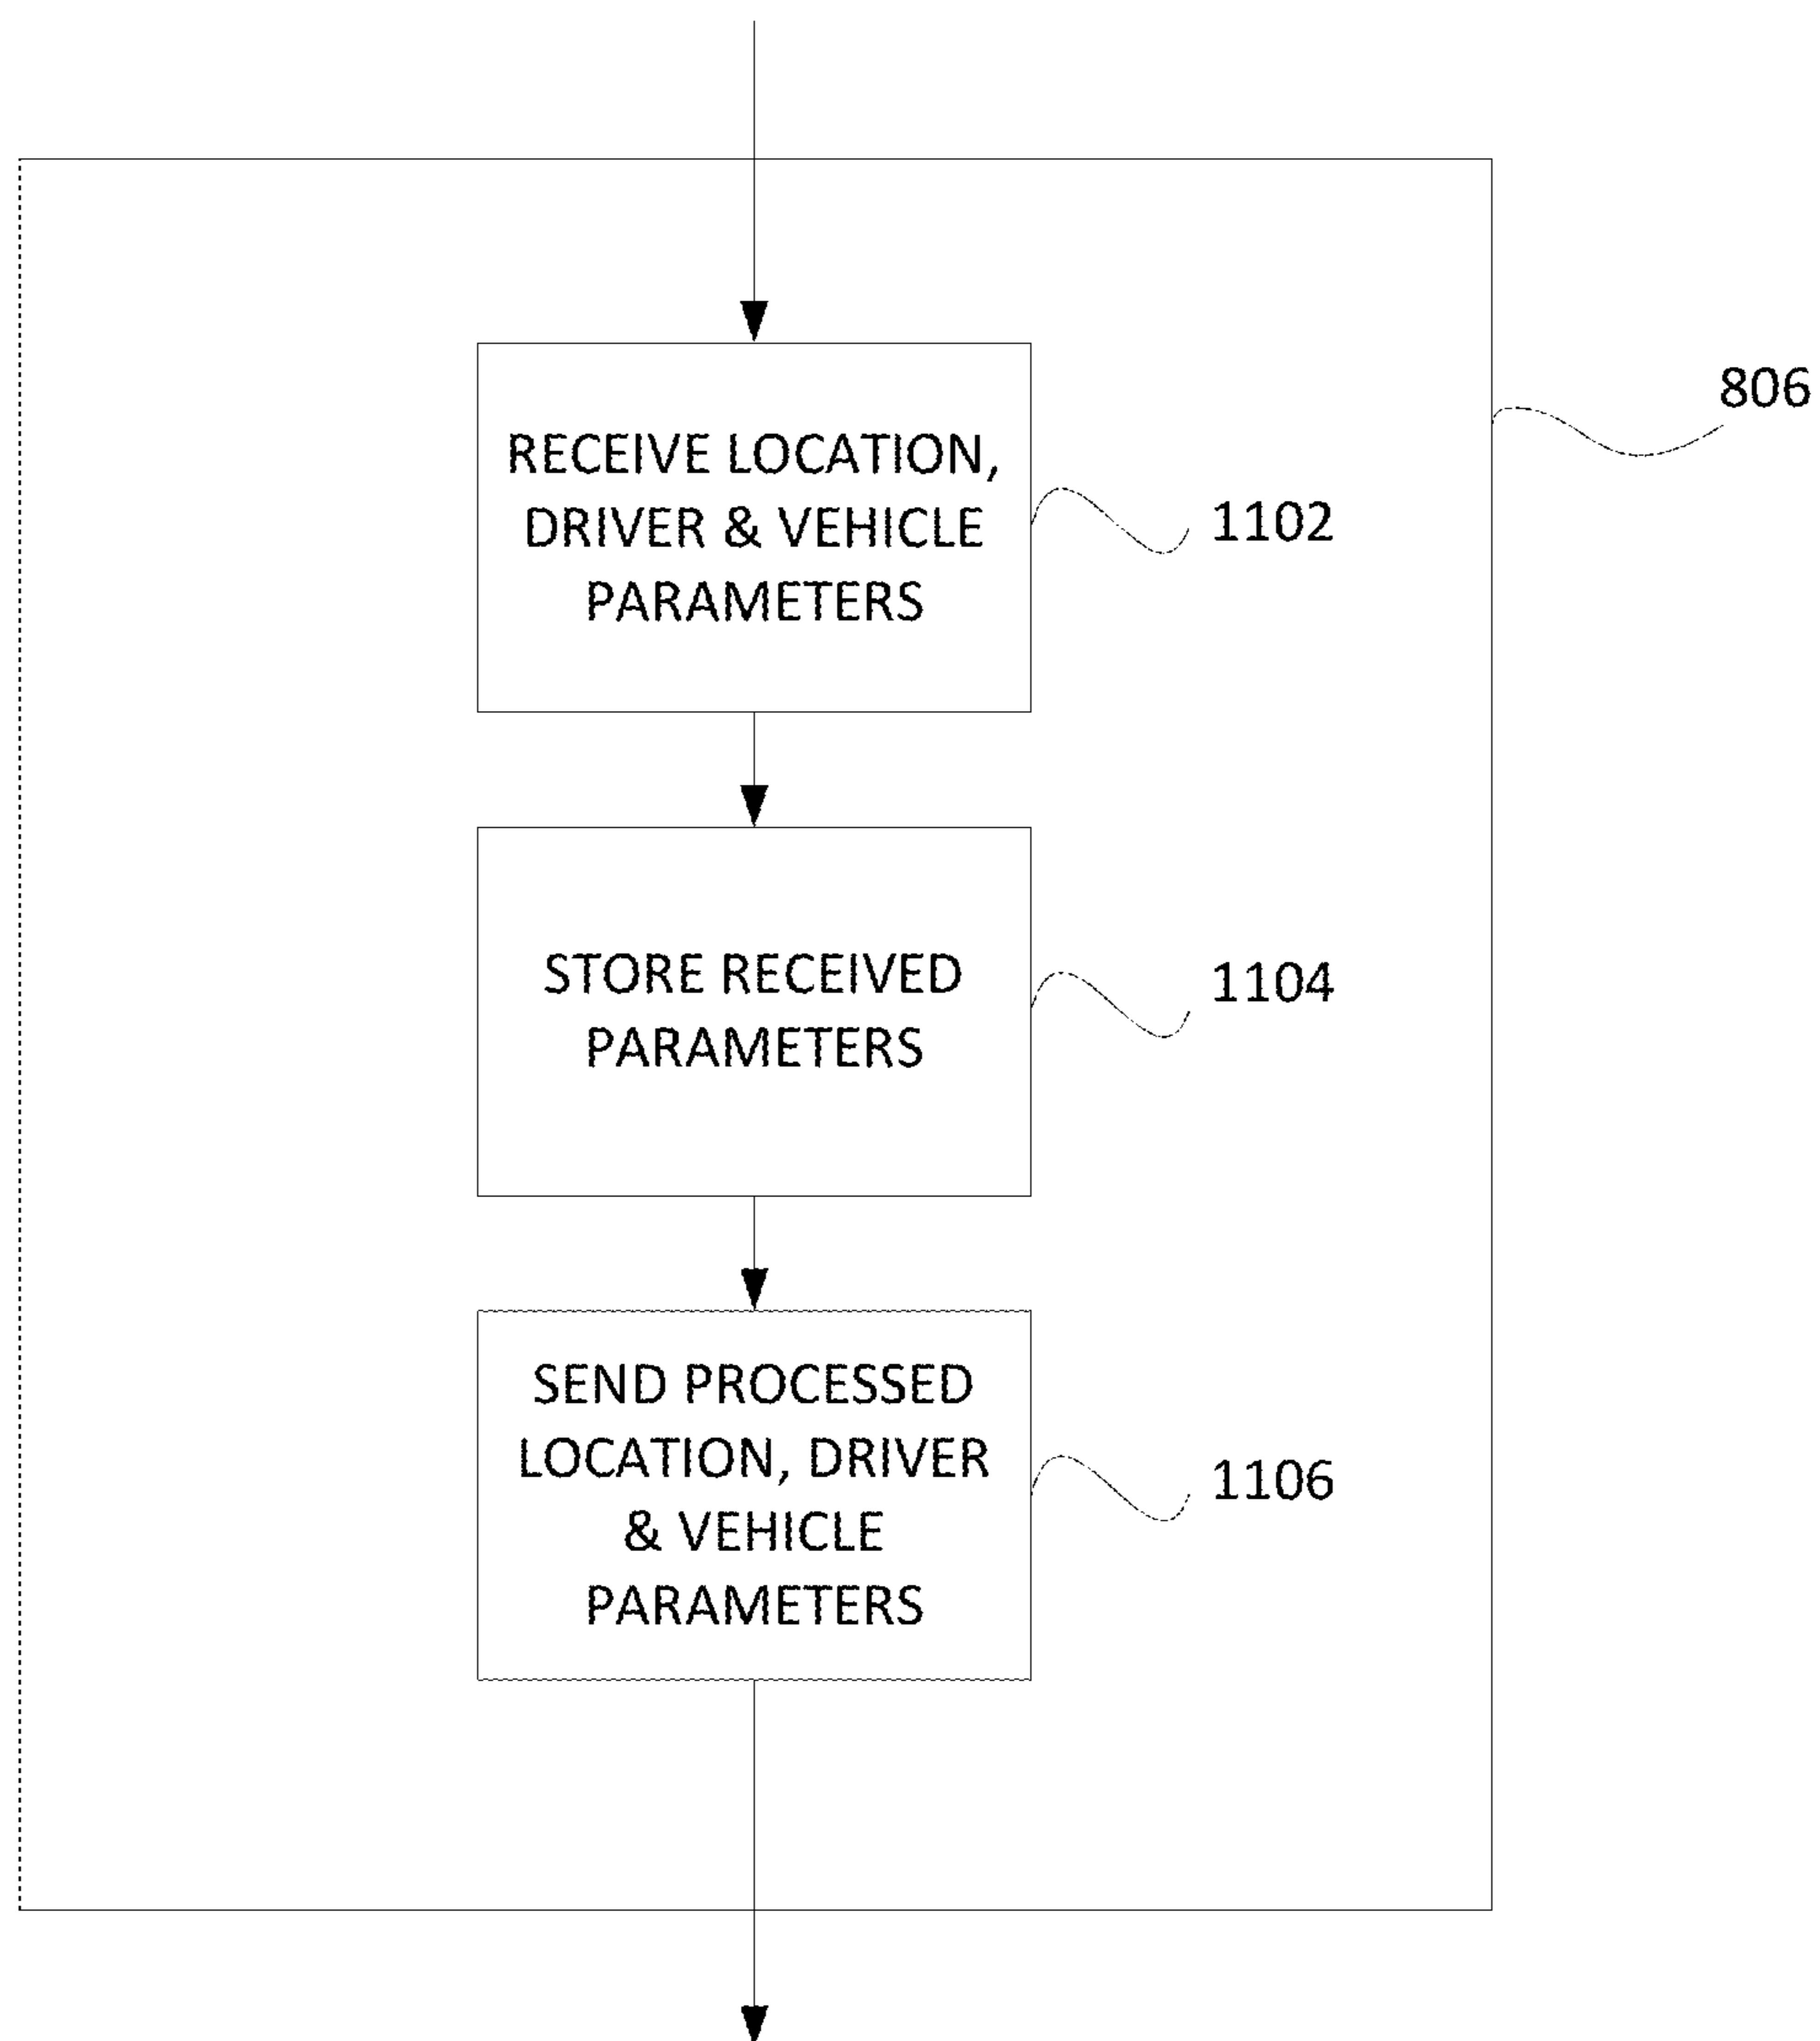 806
RECEIVE LOCATION,
DRIVER & VEHICLE
PARAMETERS
1102
STORE RECEIVED
PARAMETERS
1104
SEND PROCESSED
LOCATION, DRIVER
& VEHICLE
PARAMETERS
1106